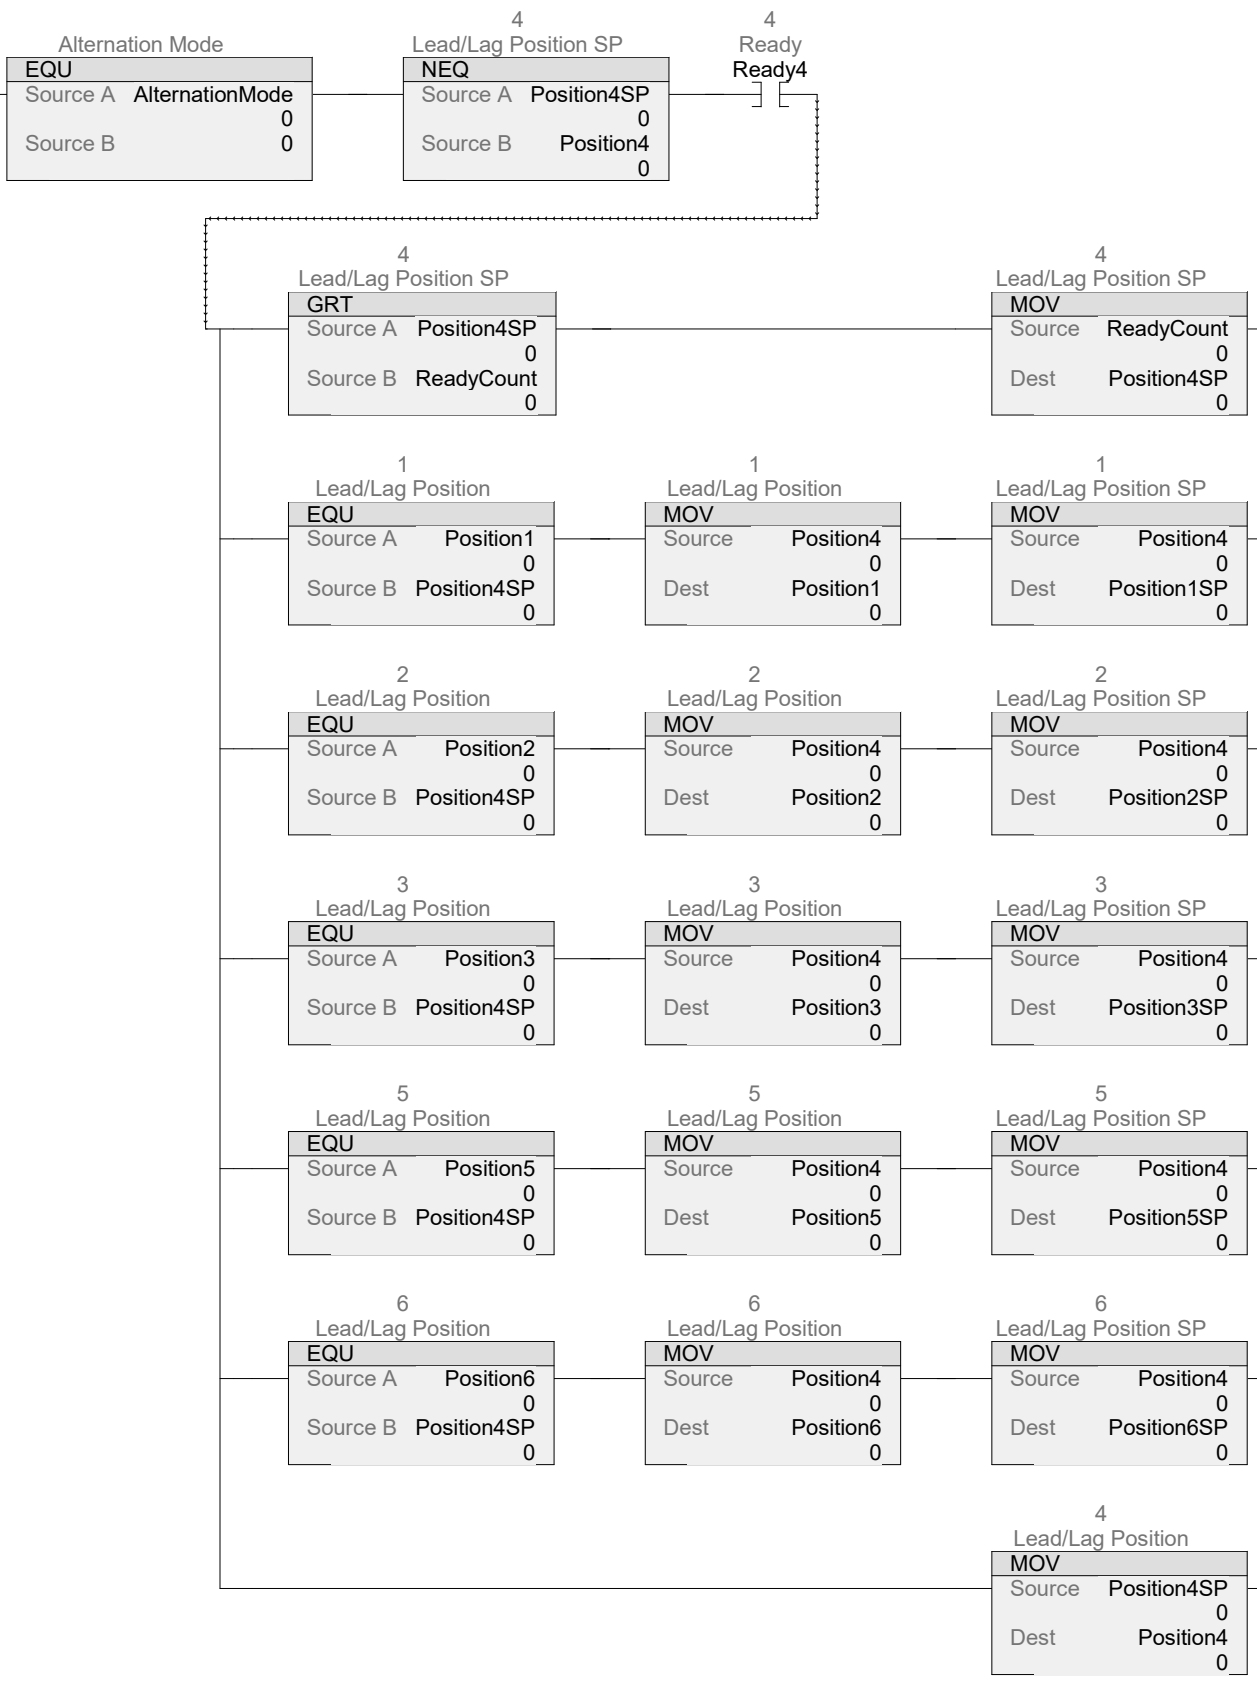 4 4
Alternation Mode Lead/Lag Position SP Ready
EQU NEQ Ready4
Source A AlternationMode Source A Position4SP
0 0
Source B 0 Source B Position4
0
4 4
Lead/Lag Position SP Lead/Lag Position SP
GRT MOV
Source A Position4SP Source ReadyCount
0 0
Source B ReadyCount Dest Position4SP
0 0
1 1 1
Lead/Lag Position Lead/Lag Position Lead/Lag Position SP
EQU MOV MOV
Source A Position1 Source Position4 Source Position4
0 0 0
Source B Position4SP Dest Position1 Dest Position1SP
0 0 0
2 2 2
Lead/Lag Position Lead/Lag Position Lead/Lag Position SP
EQU MOV MOV
Source A Position2 Source Position4 Source Position4
0 0 0
Source B Position4SP Dest Position2 Dest Position2SP
0 0 0
3 3 3
Lead/Lag Position Lead/Lag Position Lead/Lag Position SP
EQU MOV MOV
Source A Position3 Source Position4 Source Position4
0 0 0
Source B Position4SP Dest Position3 Dest Position3SP
0 0 0
5 5 5
Lead/Lag Position Lead/Lag Position Lead/Lag Position SP
EQU MOV MOV
Source A Position5 Source Position4 Source Position4
0 0 0
Source B Position4SP Dest Position5 Dest Position5SP
0 0 0
6 6 6
Lead/Lag Position Lead/Lag Position Lead/Lag Position SP
EQU MOV MOV
Source A Position6 Source Position4 Source Position4
0 0 0
Source B Position4SP Dest Position6 Dest Position6SP
0 0 0
4
Lead/Lag Position
MOV
Source Position4SP
0
Dest Position4
0